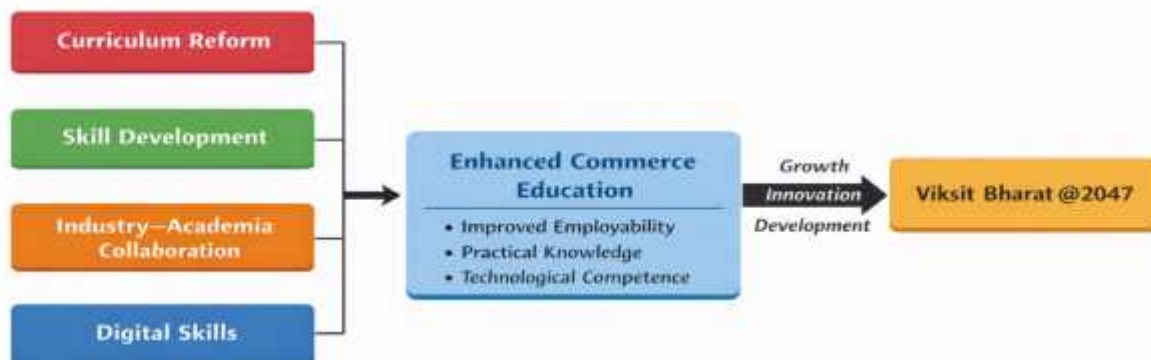 Curriculum Reform
Skill Development
Industry—Academia
Collaboration
Digital Skills
Enhanced Commerce
Education
• Improved Employability
• Practical Knowledge
• Technological Competence
Growth
Innovation
Development
Viksit Bharat @2047